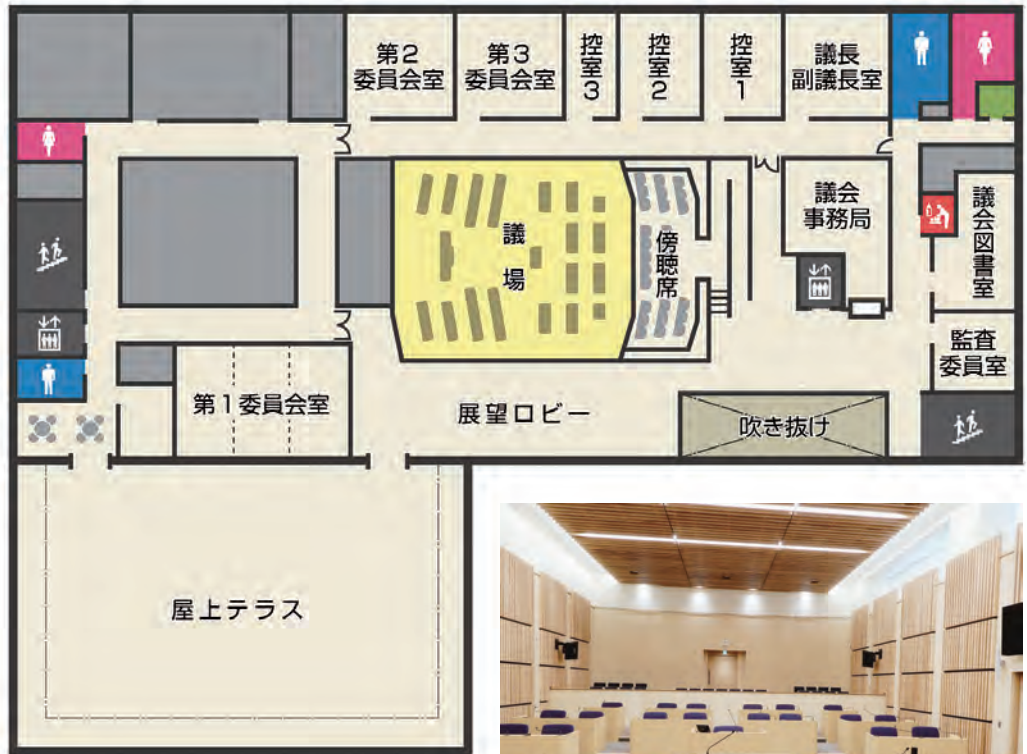 第2
委員会室
第3
委員会室
控室3
控室2
控室1
議長
副議長室
議場
傍聴席
議会
事務局
議会図書室
監査
委員室
第1委員会室
展望ロビー
吹き抜け
屋上テラス